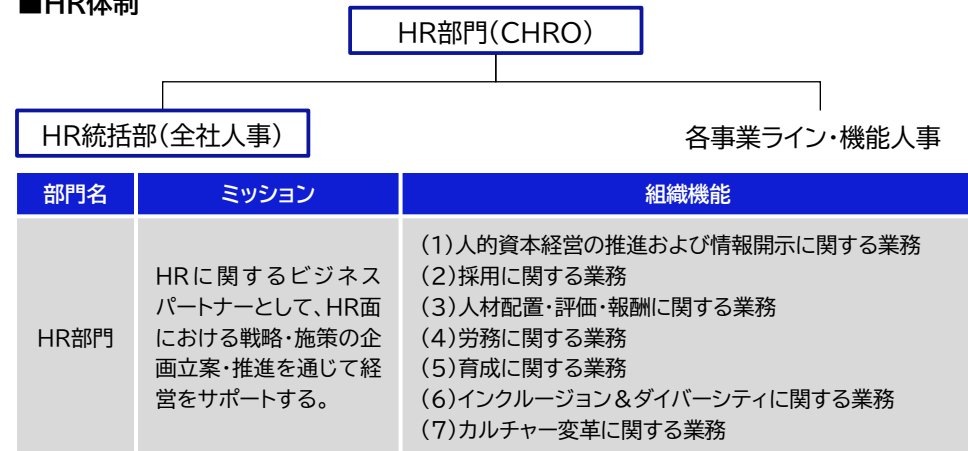 ■HR体制
HR部門(CHRO)
HR統括部(全社人事)
各事業ライン・機能人事
部門名
ミッション
組織機能
HR部門
HRに関するビジネス
パートナーとして、HR面
における戦略・施策の企
画立案・推進を通じて経
営をサポートする。
(1)人的資本経営の推進および情報開示に関する業務
(2)採用に関する業務
(3)人材配置・評価・報酬に関する業務
(4)労務に関する業務
(5)育成に関する業務
(6)インクルージョン&ダイバーシティに関する業務
(7)カルチャー変革に関する業務